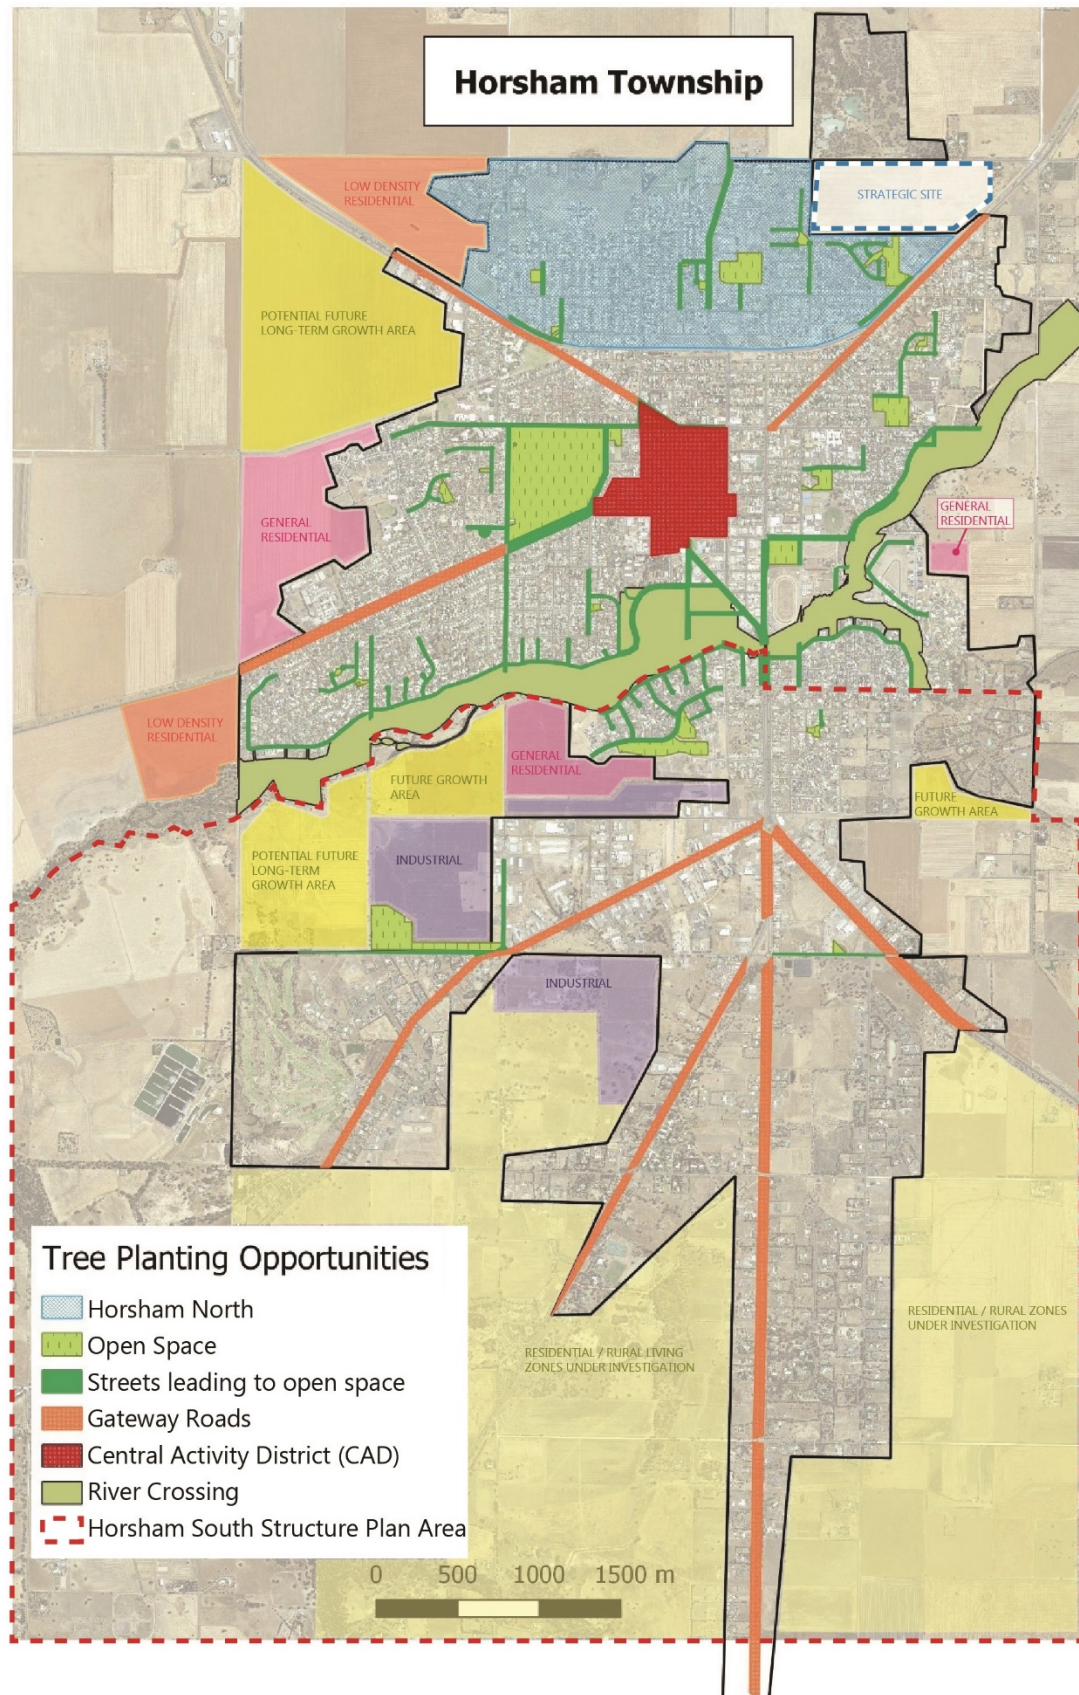 Horsham Township
LOW DENSITY
RESIDENTIAL
STRATEGIC SITE
POTENTIAL FUTURE
LONG-TERM GROWTH AREA
GENERAL
RESIDENTIAL
GENERAL
RESIDENTIAL
LOW DENSITY
RESIDENTIAL
GENERAL
RESIDENTIAL
FUTURE GROWTH
AREA
FUTURE
GROWTH AREA
POTENTIAL FUTURE
LONG-TERM
GROWTH AREA
INDUSTRIAL
INDUSTRIAL
RESIDENTIAL / RURAL ZONES
UNDER INVESTIGATION
RESIDENTIAL / RURAL LIVING
ZONES UNDER INVESTIGATION
Tree Planting Opportunities
Horsham North
Open Space
Streets leading to open space
Gateway Roads
Central Activity District (CAD)
River Crossing
Horsham South Structure Plan Area
0 500 1000 1500 m